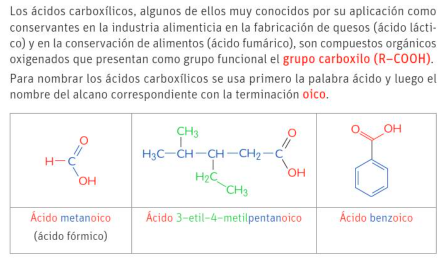 Los ácidos carboxílicos, algunos de ellos muy conocidos por su aplicación como
conservantes en la industria alimenticia en la fabricación de quesos (ácido lácti-
co) y en la conservación de alimentos (ácido fumárico), son compuestos orgánicos
oxigenados que presentan como grupo funcional el grupo carboxilo (R–COOH).
Para nombrar los ácidos carboxílicos se usa primero la palabra ácido y luego el
nombre del alcano correspondiente con la terminación oico.
O
H–C
OH
CH3
O
H3C–CH–CH–CH2–C
OH
H2C
CH3
O
OH
Ácido metanoico
(ácido fórmico)
Ácido 3-etil-4-metilpentanoico
Ácido benzoico